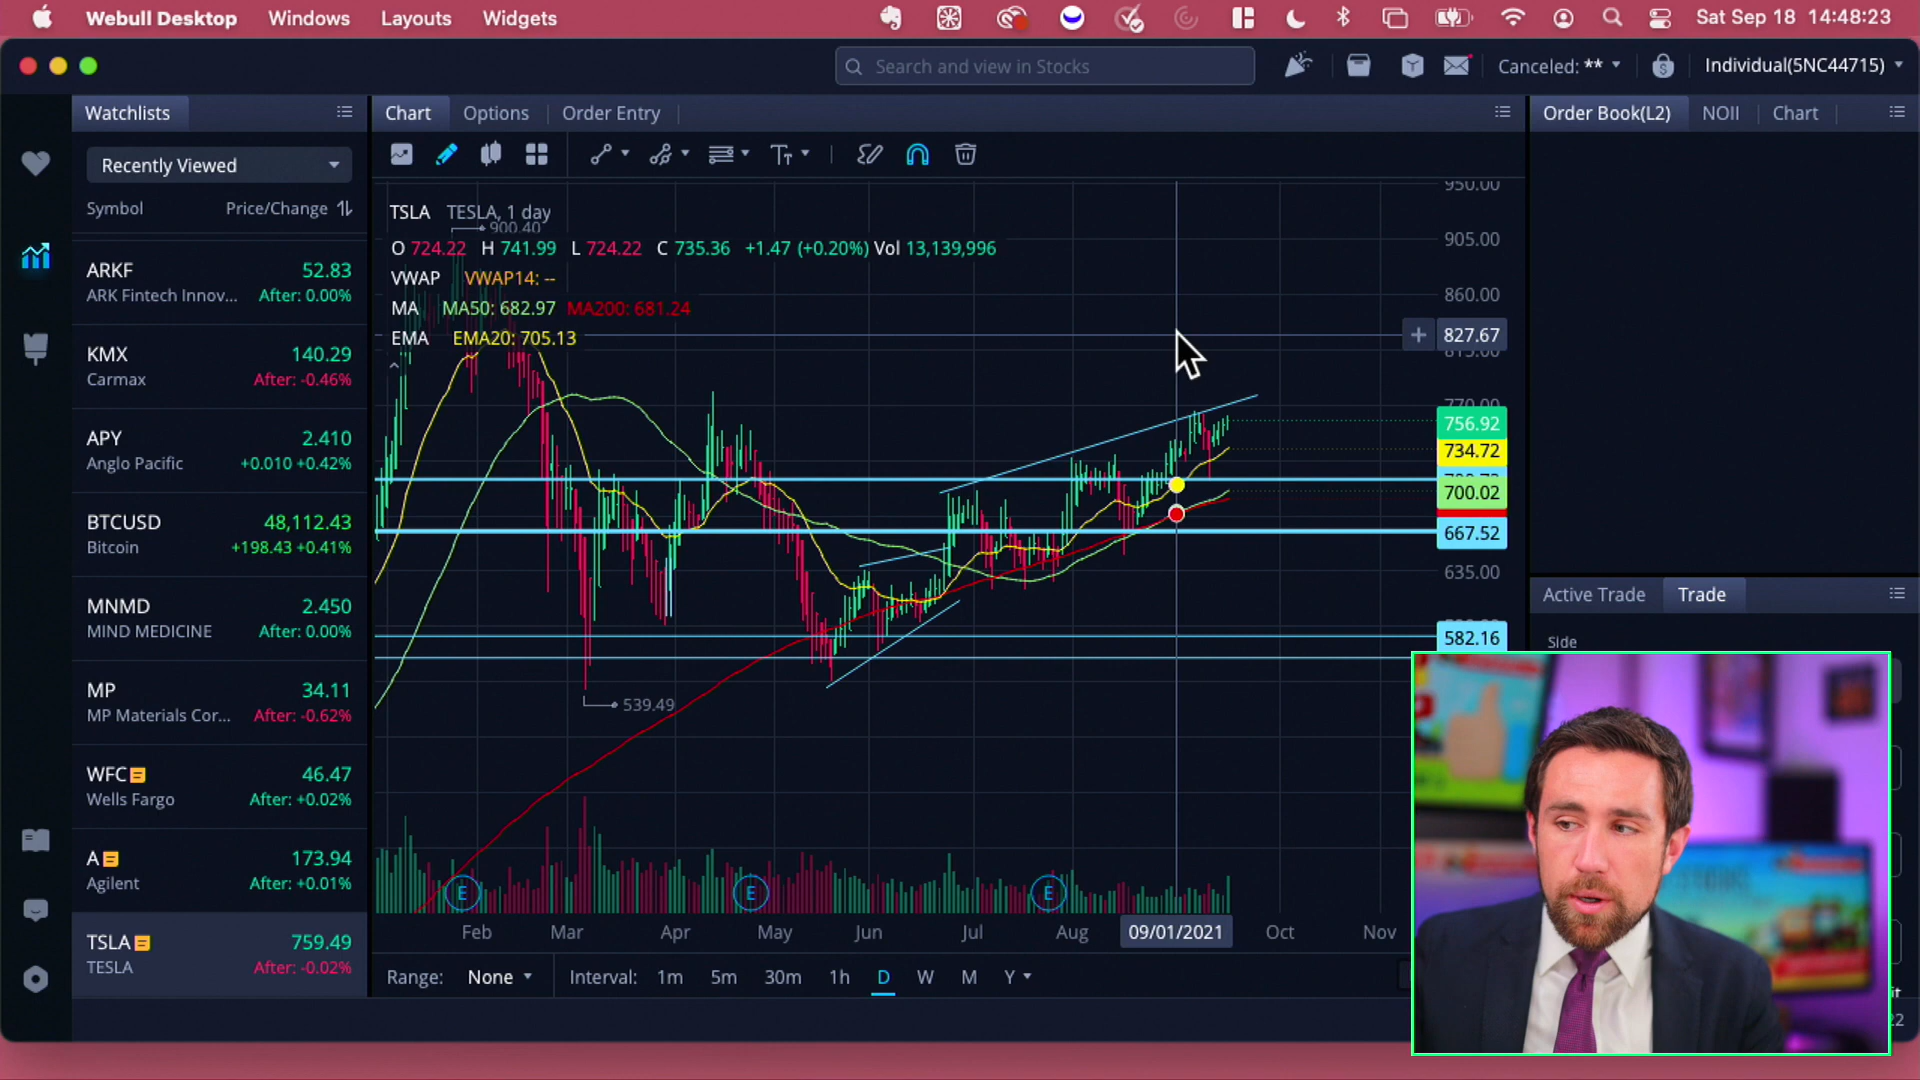 Webull Desktop Windows Layouts Widgets Sat Sep 18 14:48:23
Search and view in Stocks Canceled: ** Individual(5NC44715)
Watchlists
Recently Viewed
Symbol Price/Change
ARKF 52.83
ARK Fintech Innov... After: 0.00%
KMX 140.29
Carmax After: -0.46%
APY 2.410
Anglo Pacific +0.010 +0.42%
BTCUSD 48,112.43
Bitcoin +198.43 +0.41%
MNMD 2.450
MIND MEDICINE After: 0.00%
MP 34.11
MP Materials Cor... After: -0.62%
WFC 46.47
Wells Fargo After: +0.02%
A 173.94
Agilent After: +0.01%
TSLA 759.49
TESLA After: -0.02%
Chart Options Order Entry
TSLA TESLA, 1 day
900.40
O 724.22 H 741.99 L 724.22 C 735.36 +1.47 (+0.20%) Vol 13,139,996
VWAP VWAP14: --
MA MA50: 682.97 MA200: 681.24
EMA EMA20: 705.13
950.00
905.00
860.00
827.67
815.00
770.00
756.92
734.72
700.02
667.52
635.00
582.16
539.49
E E E
Feb Mar Apr May Jun Jul Aug 09/01/2021 Oct Nov
Range: None Interval: 1m 5m 30m 1h D W M Y
Order Book(L2) NOII Chart
Active Trade Trade
Side